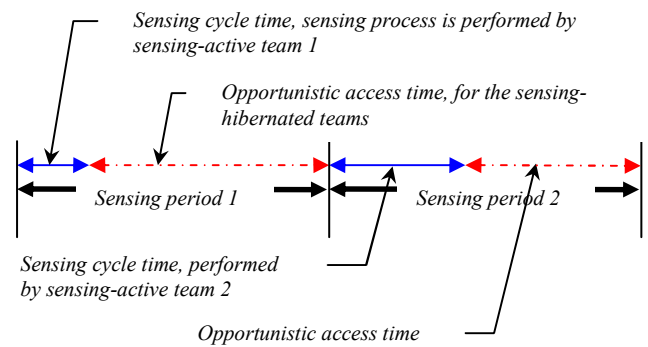 Sensing cycle time, sensing process is performed by
sensing-active team 1
Opportunistic access time, for the sensing-
hibernated teams
Sensing period 1
Sensing period 2
Sensing cycle time, performed
by sensing-active team 2
Opportunistic access time